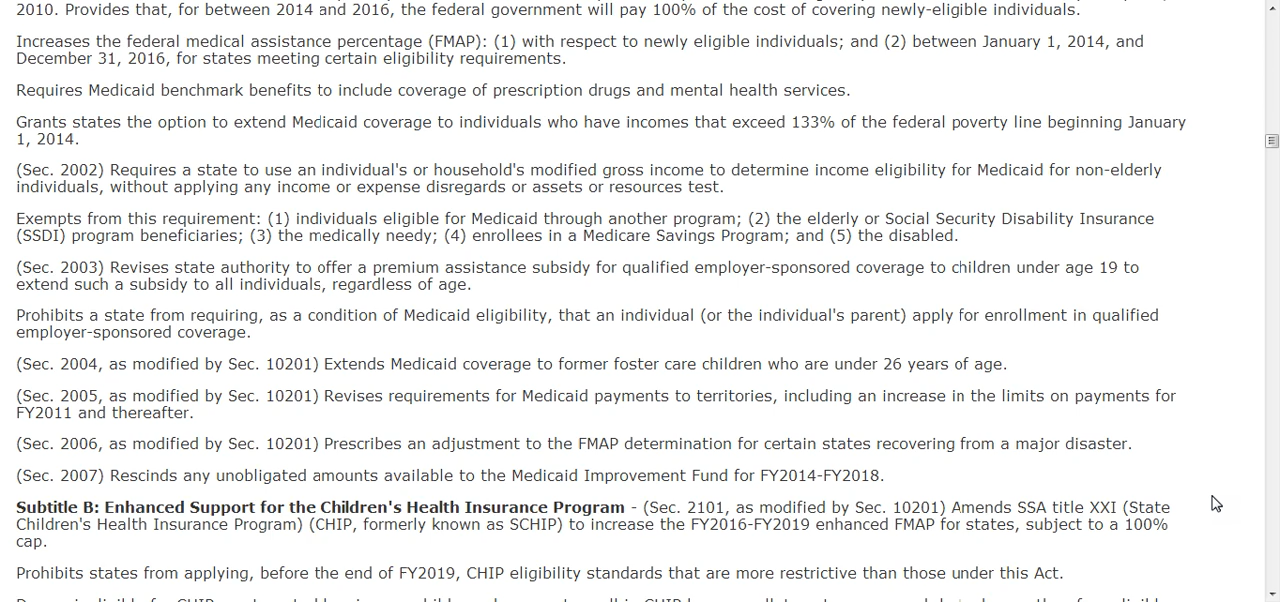 2010. Provides that, for between 2014 and 2016, the federal government will pay 100% of the cost of covering newly-eligible individuals.
Increases the federal medical assistance percentage (FMAP): (1) with respect to newly eligible individuals; and (2) between January 1, 2014, and
December 31, 2016, for states meeting certain eligibility requirements.
Requires Medicaid benchmark benefits to include coverage of prescription drugs and mental health services.
Grants states the option to extend Medicaid coverage to individuals who have incomes that exceed 133% of the federal poverty line beginning January
1, 2014.
(Sec. 2002) Requires a state to use an individual's or household's modified gross income to determine income eligibility for Medicaid for non-elderly
individuals, without applying any income or expense disregards or assets or resources test.
Exempts from this requirement: (1) individuals eligible for Medicaid through another program; (2) the elderly or Social Security Disability Insurance
(SSDI) program beneficiaries; (3) the medically needy; (4) enrollees in a Medicare Savings Program; and (5) the disabled.
(Sec. 2003) Revises state authority to offer a premium assistance subsidy for qualified employer-sponsored coverage to children under age 19 to
extend such a subsidy to all individuals, regardless of age.
Prohibits a state from requiring, as a condition of Medicaid eligibility, that an individual (or the individual's parent) apply for enrollment in qualified
employer-sponsored coverage.
(Sec. 2004, as modified by Sec. 10201) Extends Medicaid coverage to former foster care children who are under 26 years of age.
(Sec. 2005, as modified by Sec. 10201) Revises requirements for Medicaid payments to territories, including an increase in the limits on payments for
FY2011 and thereafter.
(Sec. 2006, as modified by Sec. 10201) Prescribes an adjustment to the FMAP determination for certain states recovering from a major disaster.
(Sec. 2007) Rescinds any unobligated amounts available to the Medicaid Improvement Fund for FY2014-FY2018.
Subtitle B: Enhanced Support for the Children's Health Insurance Program - (Sec. 2101, as modified by Sec. 10201) Amends SSA title XXI (State
Children's Health Insurance Program) (CHIP, formerly known as SCHIP) to increase the FY2016-FY2019 enhanced FMAP for states, subject to a 100%
cap.
Prohibits states from applying, before the end of FY2019, CHIP eligibility standards that are more restrictive than those under this Act.